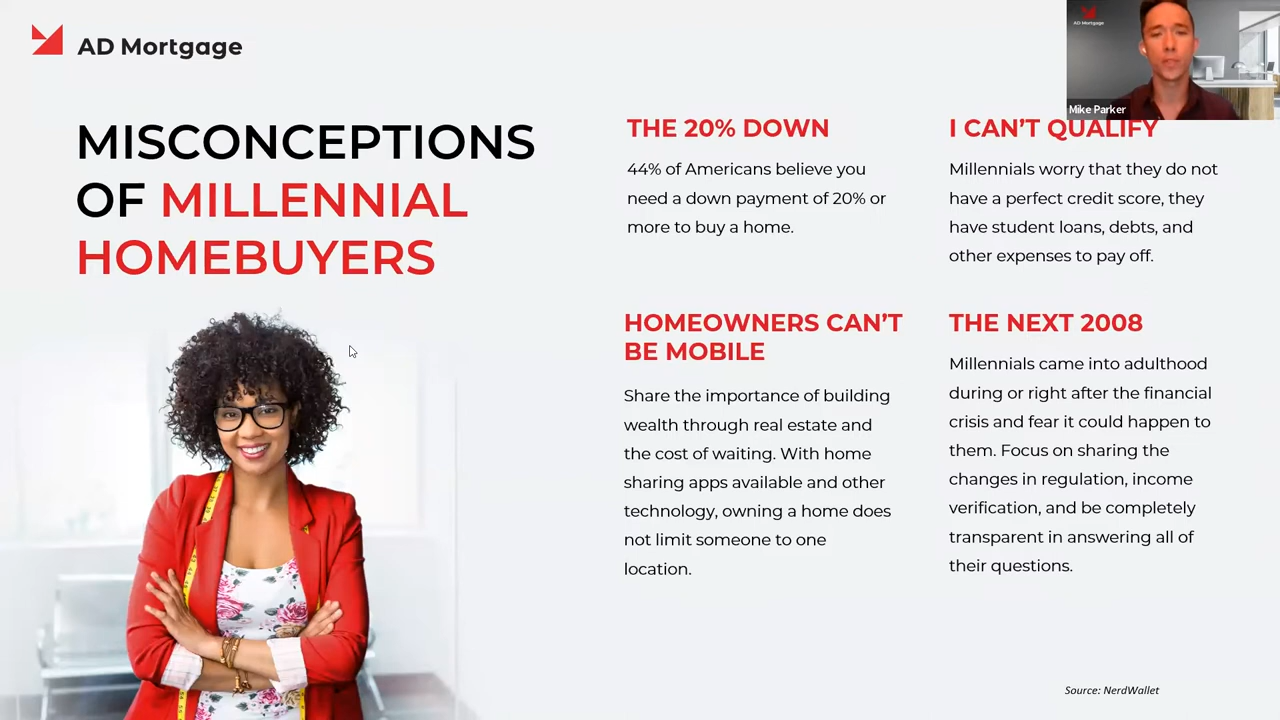 AD Mortgage
AD Mortgage
Mike Parker
MISCONCEPTIONS
OF MILLENNIAL
HOMEBUYERS
THE 20% DOWN
44% of Americans believe you
need a down payment of 20% or
more to buy a home.
I CAN’T QUALIFY
Millennials worry that they do not
have a perfect credit score, they
have student loans, debts, and
other expenses to pay off.
HOMEOWNERS CAN’T
BE MOBILE
Share the importance of building
wealth through real estate and
the cost of waiting. With home
sharing apps available and other
technology, owning a home does
not limit someone to one
location.
THE NEXT 2008
Millennials came into adulthood
during or right after the financial
crisis and fear it could happen to
them. Focus on sharing the
changes in regulation, income
verification, and be completely
transparent in answering all of
their questions.
Source: NerdWallet